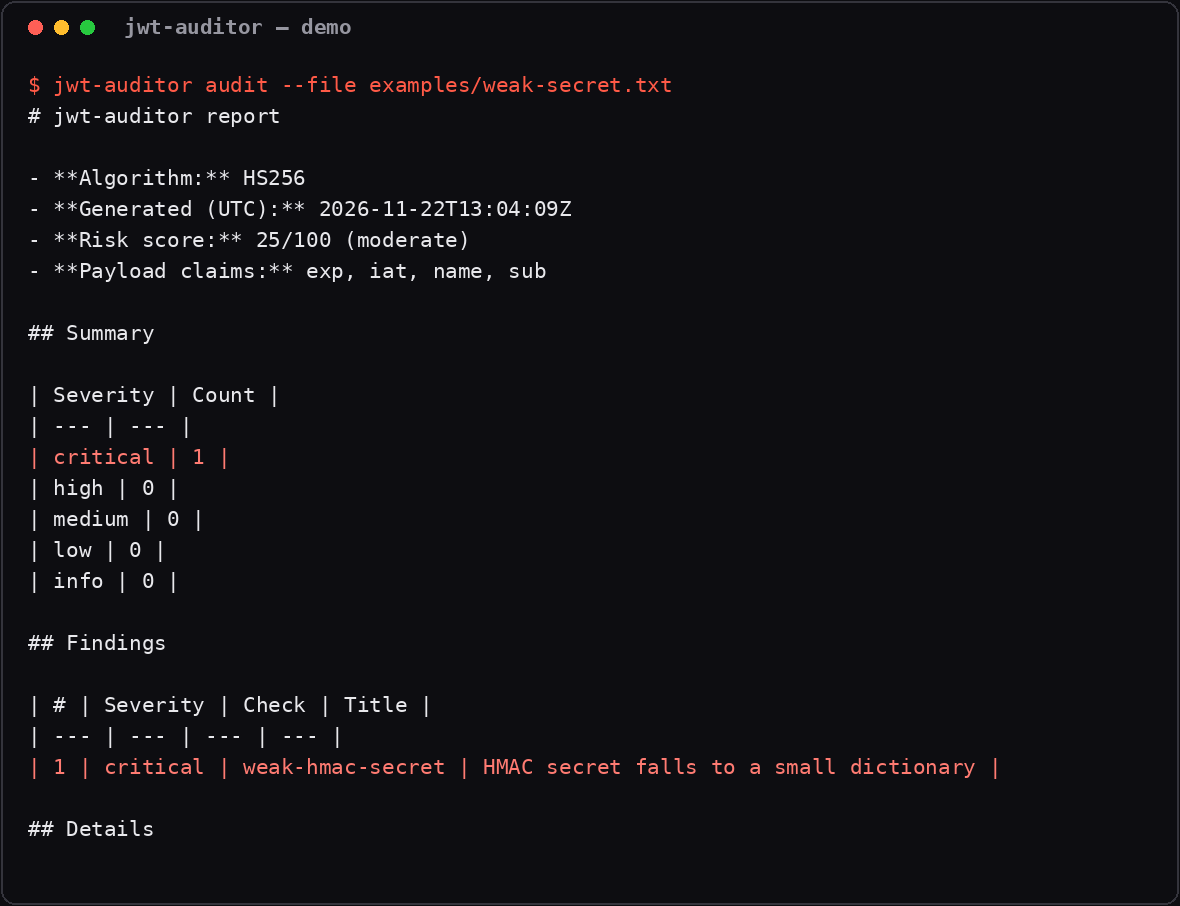 jwt-auditor — demo
$ jwt-auditor audit --file examples/weak-secret.txt
# jwt-auditor report
- **Algorithm:** HS256
- **Generated (UTC):** 2026-11-22T13:04:09Z
- **Risk score:** 25/100 (moderate)
- **Payload claims:** exp, iat, name, sub
## Summary
| Severity | Count |
| --- | --- |
| critical | 1 |
| high | 0 |
| medium | 0 |
| low | 0 |
| info | 0 |
## Findings
| # | Severity | Check | Title |
| --- | --- | --- | --- |
| 1 | critical | weak-hmac-secret | HMAC secret falls to a small dictionary |
## Details